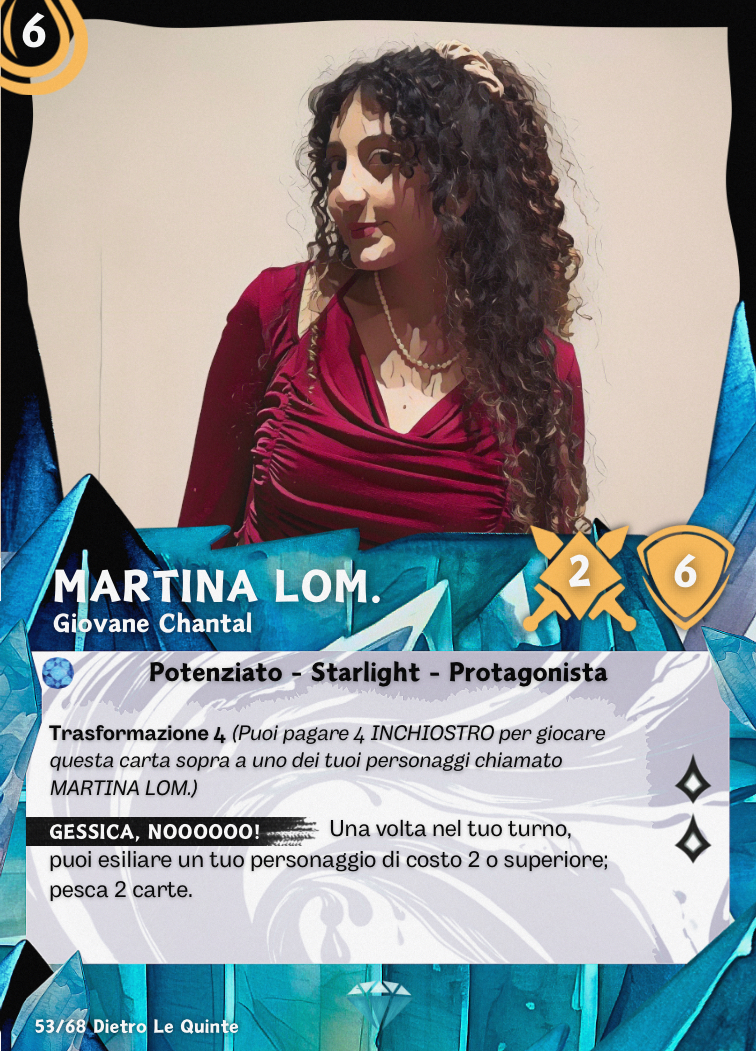 6
MARTINA LOM.
Giovane Chantal
2
6
Potenziato - Starlight - Protagonista
Trasformazione 4 (Puoi pagare 4 INCHIOSTRO per giocare
questa carta sopra a uno dei tuoi personaggi chiamato
MARTINA LOM.)
GESSICA, NOOOOOO! Una volta nel tuo turno,
puoi esiliare un tuo personaggio di costo 2 o superiore;
pesca 2 carte.
53/68 Dietro Le Quinte